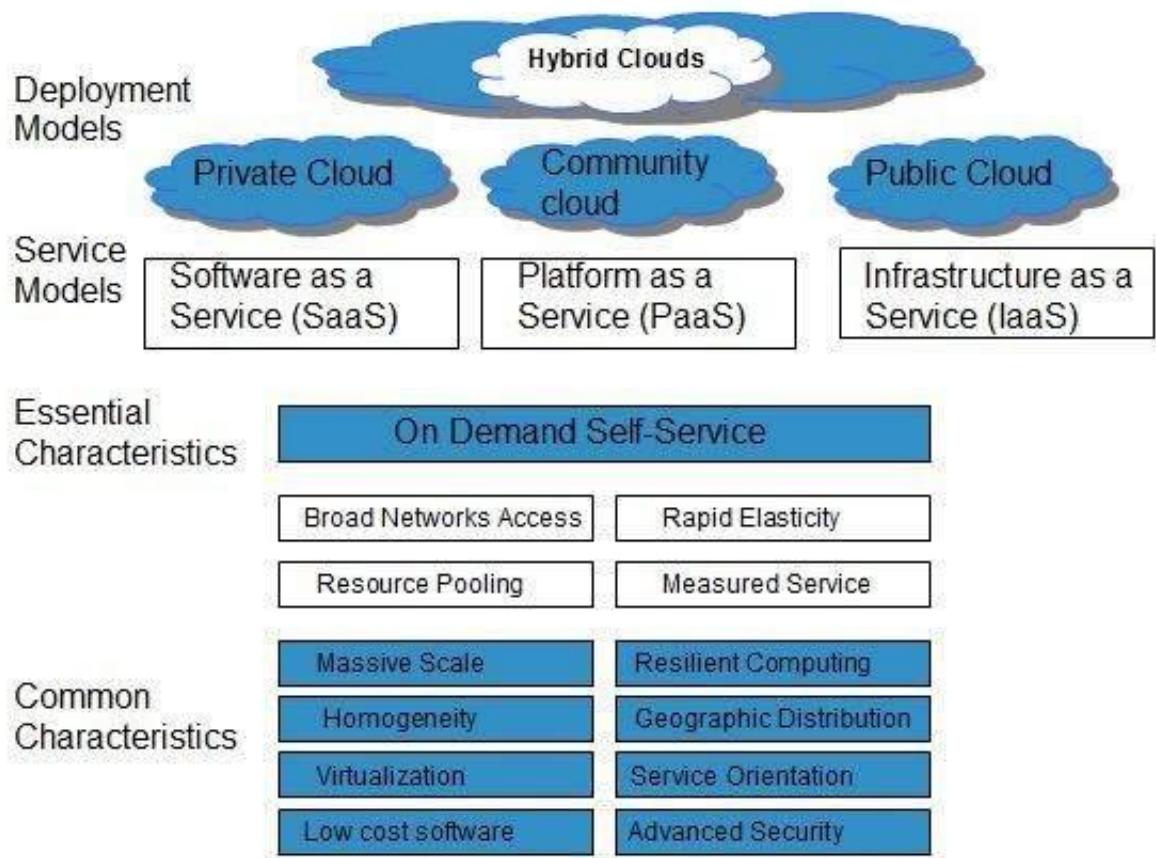 Hybrid Clouds
Deployment
Models
Private Cloud
Community
cloud
Public Cloud
Service
Models
Software as a
Service (SaaS)
Platform as a
Service (PaaS)
Infrastructure as a
Service (IaaS)
Essential
Characteristics
On Demand Self-Service
Broad Networks Access
Rapid Elasticity
Resource Pooling
Measured Service
Common
Characteristics
Massive Scale
Resilient Computing
Homogeneity
Geographic Distribution
Virtualization
Service Orientation
Low cost software
Advanced Security